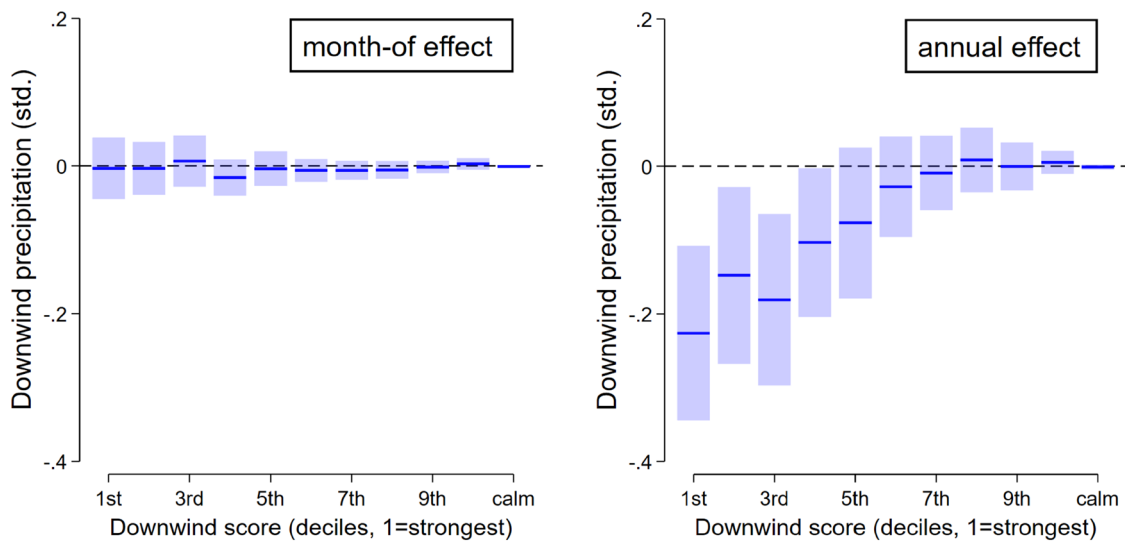 month-of effect
Downwind precipitation (std.)
.2
0
-.2
-.4
1st 3rd 5th 7th 9th calm
Downwind score (deciles, 1=strongest)
annual effect
Downwind precipitation (std.)
.2
0
-.2
-.4
1st 3rd 5th 7th 9th calm
Downwind score (deciles, 1=strongest)